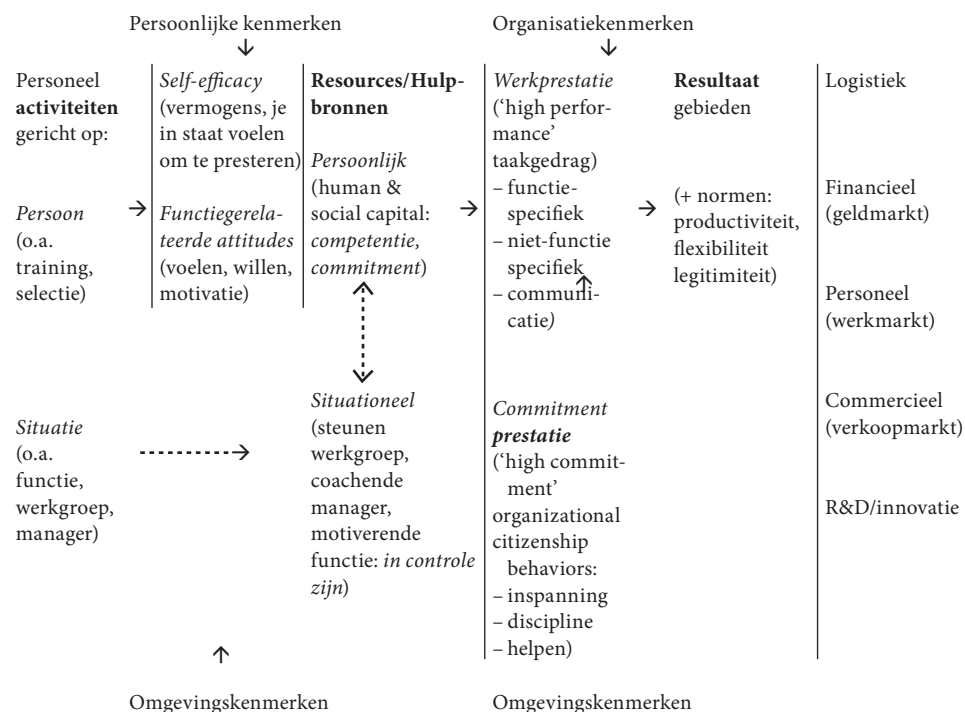 Persoonlijke kenmerken
Organisatiekenmerken
Personeel
activiteiten
gericht op:
Persoon
(o.a.
training,
selectie)
Situatie
(o.a.
functie,
werkgroep,
manager)
Self-efficacy
(vermogens, je
in staat voelen
om te presteren)
Functiegerela-
teerde attitudes
(voelen, willen,
motivatie)
Resources/Hulp-
bronnen
Persoonlijk
(human &
social capital:
competentie,
commitment)
Situationeel
(steunen
werkgroep,
coachende
manager,
motiverende
functie: in controle
zijn)
Werkprestatie
(‘high perfor-
mance’
taakgedrag)
– functie-
specifiek
– niet-functie
specifiek
– communi-
catie)
Commitment
prestatie
(‘high commit-
ment’
organizational
citizenship
behaviors:
– inspanning
– discipline
– helpen)
Resultaat
gebieden
(+ normen:
productiviteit,
flexibiliteit
legitimiteit)
Logistiek
Financieel
(geldmarkt)
Personeel
(werkmarkt)
Commercieel
(verkoopmarkt)
R&D/innovatie
Omgevingskenmerken
Omgevingskenmerken